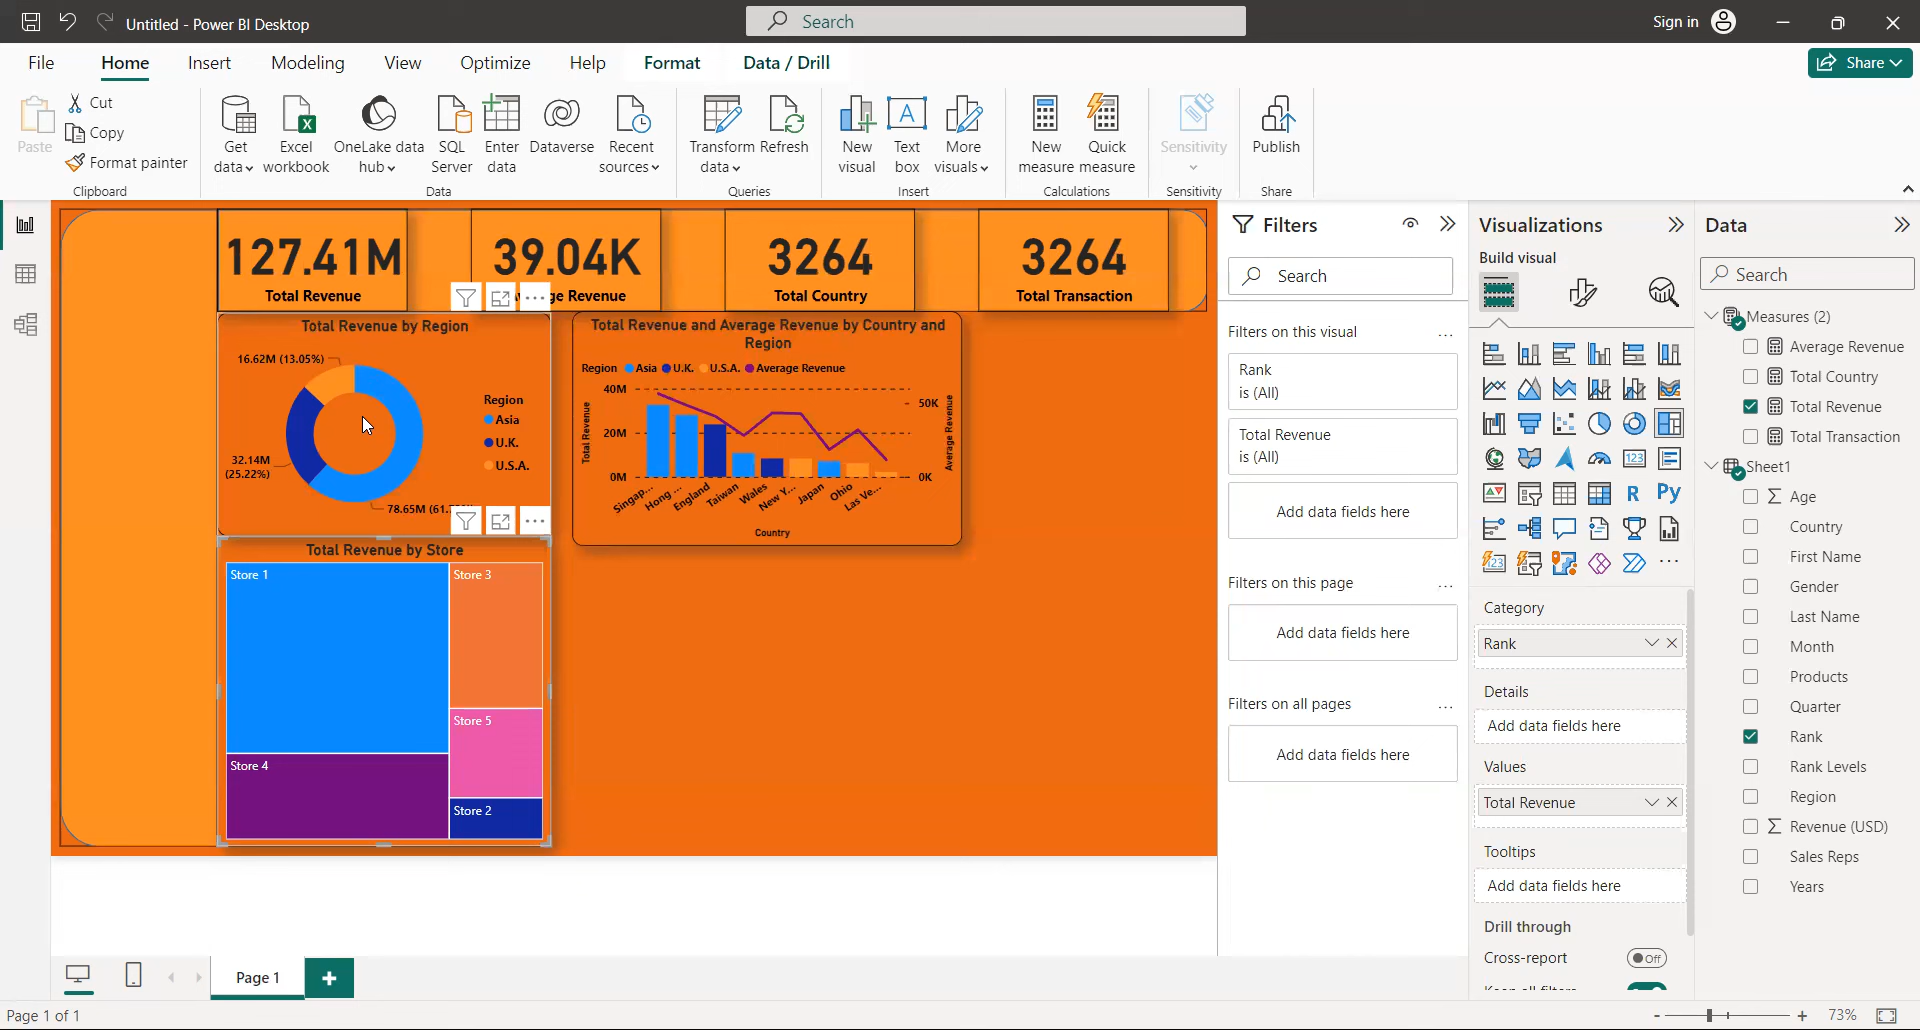 Untitled - Power BI Desktop
Search
Sign in
File Home Insert Modeling View Optimize Help Format Data / Drill
Share
Paste
Cut
Copy
Format painter
Clipboard
Get data
Excel workbook
OneLake data hub
SQL Server
Enter data
Dataverse
Recent sources
Data
Transform data
Refresh
Queries
New visual
Text box
More visuals
Insert
New measure
Quick measure
Calculations
Sensitivity
Sensitivity
Publish
Share
127.41M
Total Revenue
39.04K
ge Revenue
3264
Total Country
3264
Total Transaction
Total Revenue by Region
16.62M (13.05%)
32.14M
(25.22%)
78.65M (61.
Region
Asia
U.K.
U.S.A.
Total Revenue and Average Revenue by Country and
Region
Region Asia U.K. U.S.A. Average Revenue
Total Revenue
40M
20M
0M
50K
0K
Average Revenue
Singap... Hong ... England Taiwan Wales New Y... Japan Ohio Las Ve...
Country
Total Revenue by Store
Store 1
Store 3
Store 5
Store 4
Store 2
Filters
Search
Filters on this visual ...
Rank
is (All)
Total Revenue
is (All)
Add data fields here
Filters on this page ...
Add data fields here
Filters on all pages ...
Add data fields here
Visualizations
Build visual
123
R
Py
123
...
Category
Rank
Details
Add data fields here
Values
Total Revenue
Tooltips
Add data fields here
Drill through
Cross-report Off
Data
Search
Measures (2)
Average Revenue
Total Country
Total Revenue
Total Transaction
Sheet1
Age
Country
First Name
Gender
Last Name
Month
Products
Quarter
Rank
Rank Levels
Region
Revenue (USD)
Sales Reps
Years
Page 1
+
Page 1 of 1
- + 73%